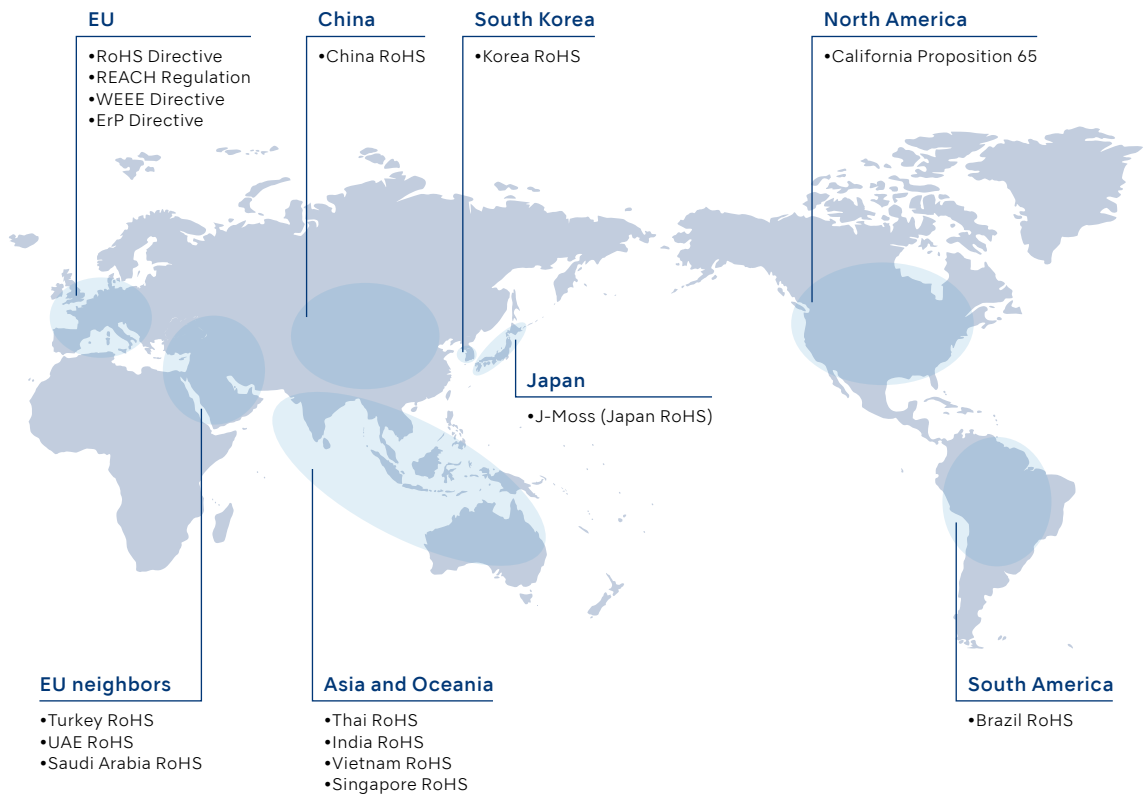 EU
•RoHS Directive
•REACH Regulation
•WEEE Directive
•ErP Directive
China
•China RoHS
South Korea
•Korea RoHS
North America
•California Proposition 65
Japan
•J-Moss (Japan RoHS)
EU neighbors
•Turkey RoHS
•UAE RoHS
•Saudi Arabia RoHS
Asia and Oceania
•Thai RoHS
•India RoHS
•Vietnam RoHS
•Singapore RoHS
South America
•Brazil RoHS